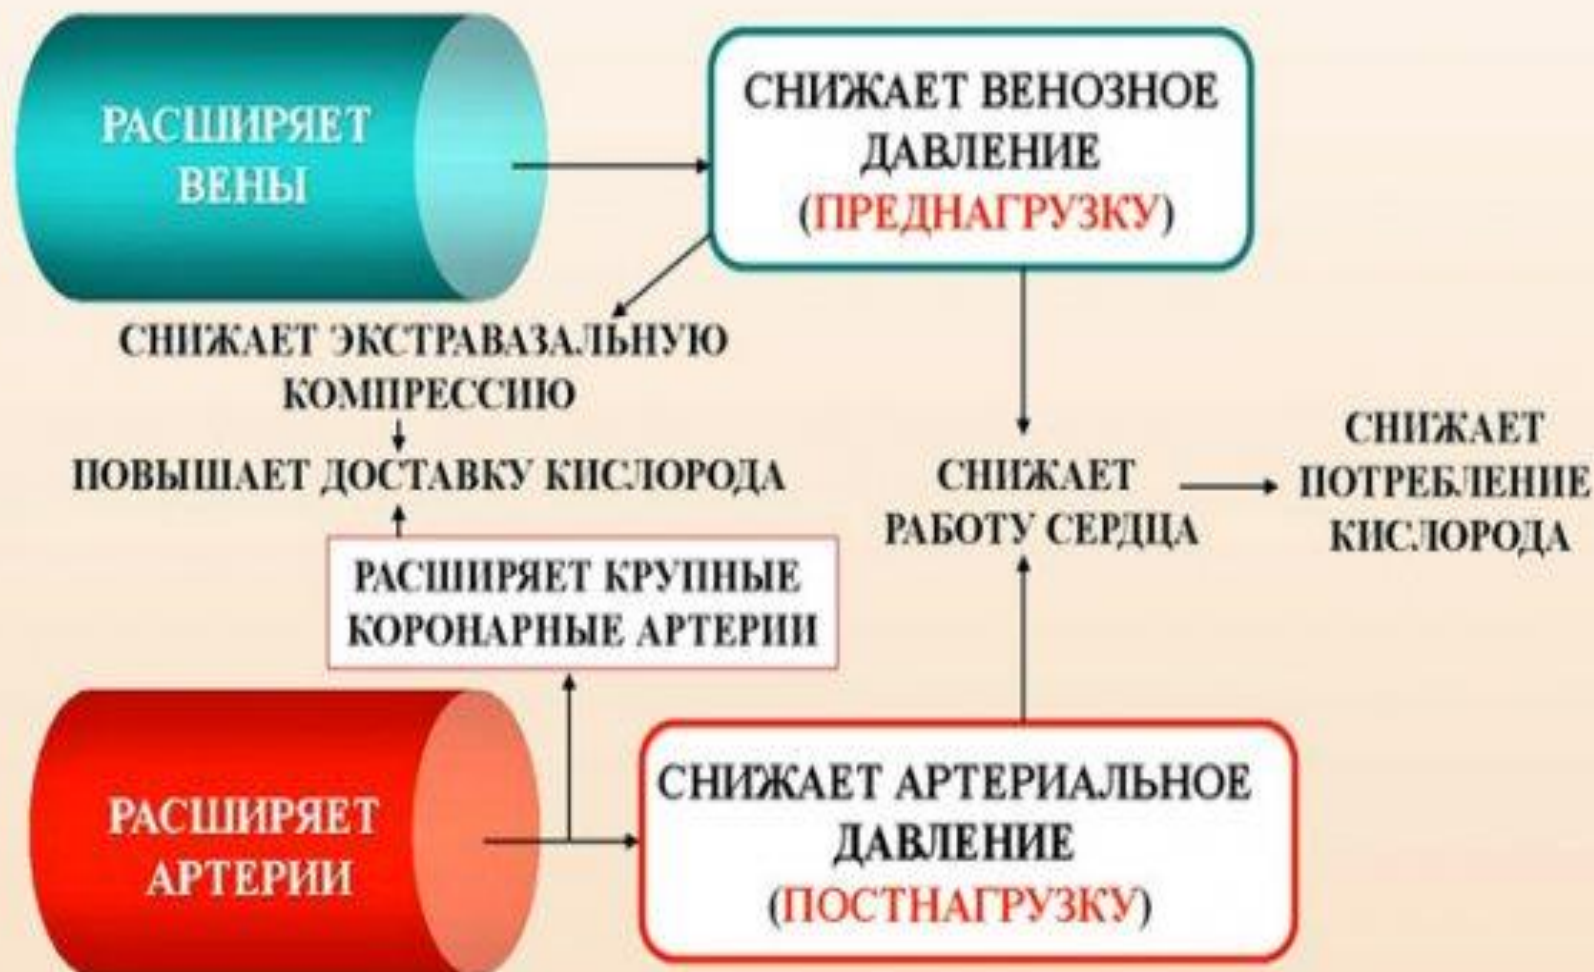 РАСШИРЯЕТ
ВЕНЫ
СНИЖАЕТ ВЕНОЗНОЕ
ДАВЛЕНИЕ
(ПРЕДНАГРУЗКУ)
СНИЖАЕТ ЭКСТРАВАЗАЛЬНУЮ
КОМПРЕССИЮ
ПОВЫШАЕТ ДОСТАВКУ КИСЛОРОДА
СНИЖАЕТ
РАБОТУ СЕРДЦА
СНИЖАЕТ
ПОТРЕБЛЕНИЕ
КИСЛОРОДА
РАСШИРЯЕТ КРУПНЫЕ
КОРОНАРНЫЕ АРТЕРИИ
РАСШИРЯЕТ
АРТЕРИИ
СНИЖАЕТ АРТЕРИАЛЬНОЕ
ДАВЛЕНИЕ
(ПОСТНАГРУЗКУ)